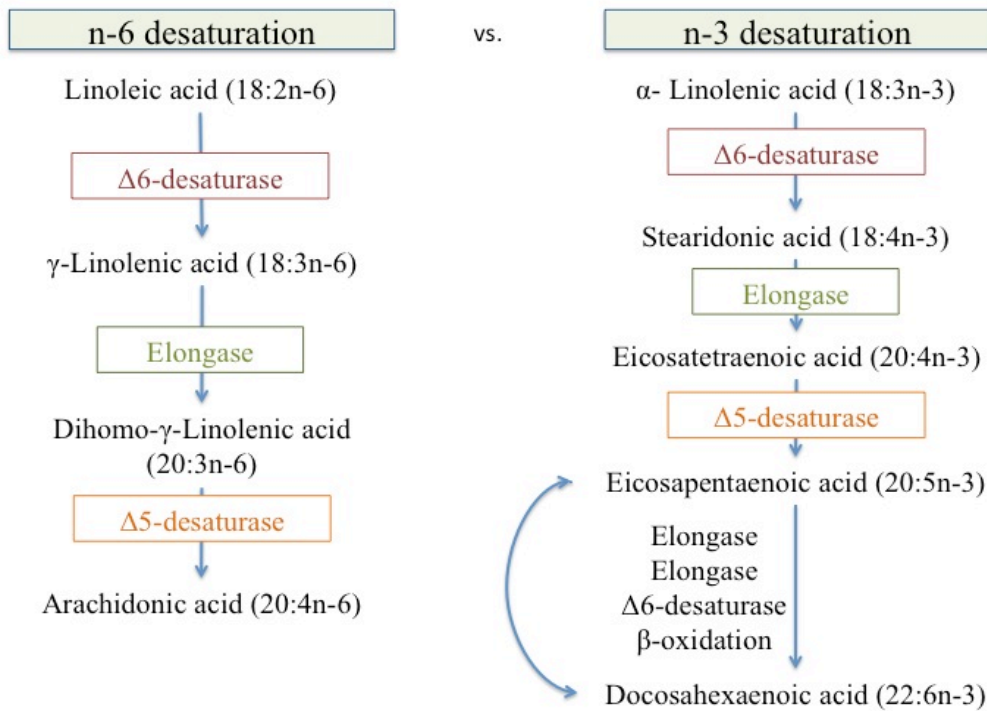 n-6 desaturation
vs.
n-3 desaturation
Linoleic acid (18:2n-6)
Δ6-desaturase
γ-Linolenic acid (18:3n-6)
Elongase
Dihomo-γ-Linolenic acid
(20:3n-6)
Δ5-desaturase
Arachidonic acid (20:4n-6)
α- Linolenic acid (18:3n-3)
Δ6-desaturase
Stearidonic acid (18:4n-3)
Elongase
Eicosatetraenoic acid (20:4n-3)
Δ5-desaturase
Eicosapentaenoic acid (20:5n-3)
Elongase
Elongase
Δ6-desaturase
β-oxidation
Docosahexaenoic acid (22:6n-3)